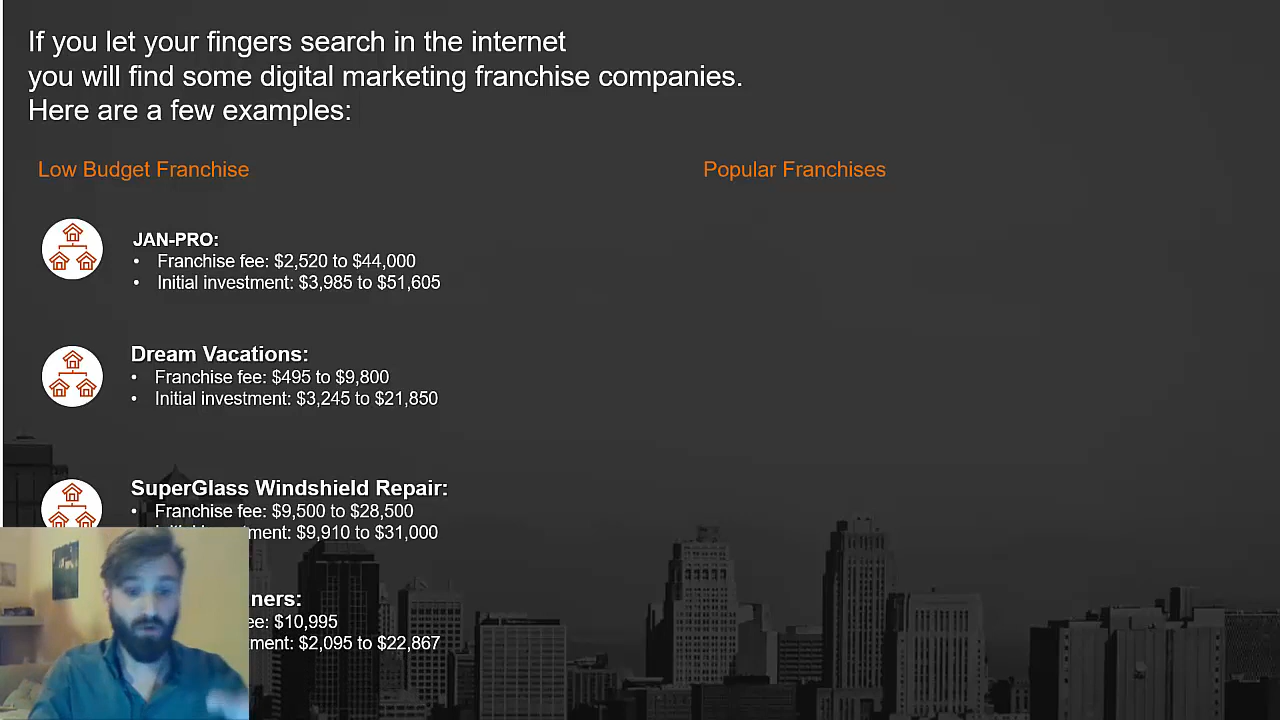 If you let your fingers search in the internet
you will find some digital marketing franchise companies.
Here are a few examples:
Low Budget Franchise
Popular Franchises
JAN-PRO:
• Franchise fee: $2,520 to $44,000
• Initial investment: $3,985 to $51,605
Dream Vacations:
• Franchise fee: $495 to $9,800
• Initial investment: $3,245 to $21,850
SuperGlass Windshield Repair:
• Franchise fee: $9,500 to $28,500
$9,910 to $31,000
$10,995
$2,095 to $22,867